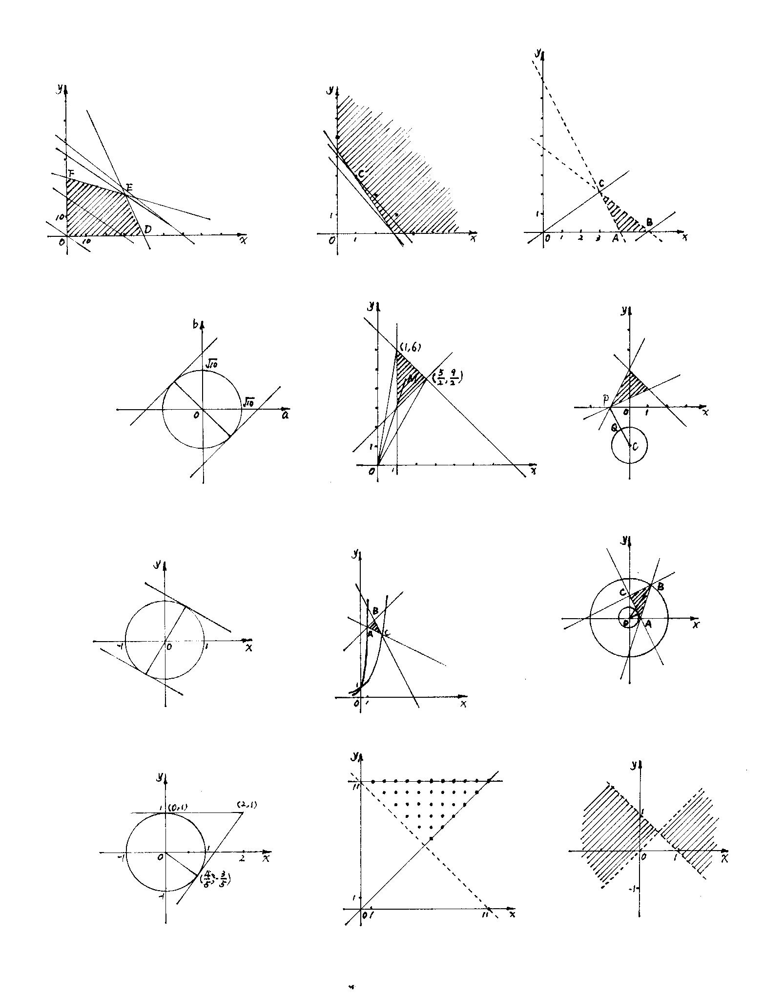 y
F
E
10
D
0
10
x
y
C
1
0
1
x
y
C
1
B
0
1
2
3
A
x
b
√10
√10
0
a
y
(1,6)
M
(5/2, 9/2)
1
0
1
x
y
P
0
1
x
Q
C
y
-1
0
1
x
y
B
A
C
1
0
1
x
y
C
B
P
A
x
y
1
(0,1)
(2,1)
-1
0
1
2
x
(4/5, -3/5)
-1
y
11
1
0
1
11
x
y
1
0
1
x
-1